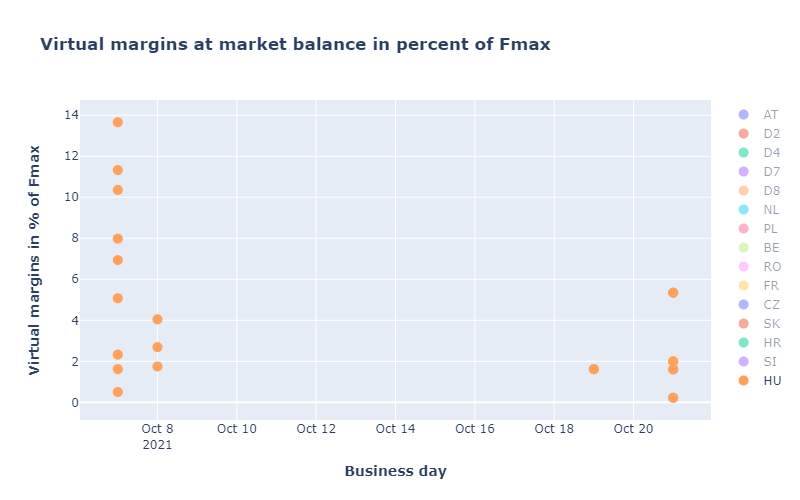 Virtual margins at market balance in percent of Fmax
Virtual margins in % of Fmax
14
12
10
8
6
4
2
0
Oct 8
2021
Oct 10
Oct 12
Oct 14
Oct 16
Oct 18
Oct 20
Business day
AT
D2
D4
D7
D8
NL
PL
BE
RO
FR
CZ
SK
HR
SI
HU